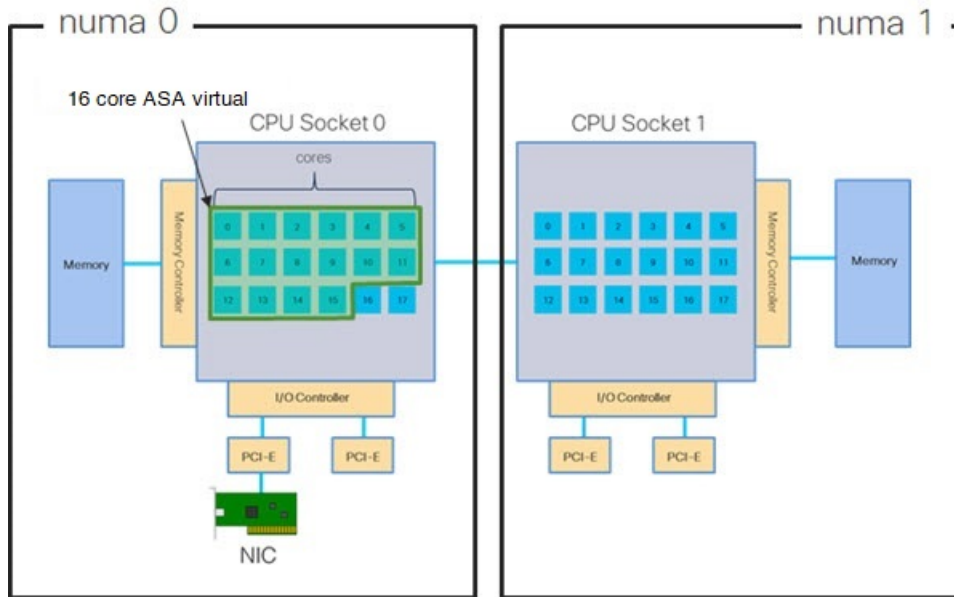 numa 0
numa 1
16 core ASA virtual
CPU Socket 0
CPU Socket 1
cores
Memory
Memory Controller
0 1 2 3 4 5
6 7 8 9 10 11
12 13 14 15 16 17
0 1 2 3 4 5
6 7 8 9 10 11
12 13 14 15 16 17
Memory Controller
Memory
I/O Controller
I/O Controller
PCI-E
PCI-E
PCI-E
PCI-E
NIC